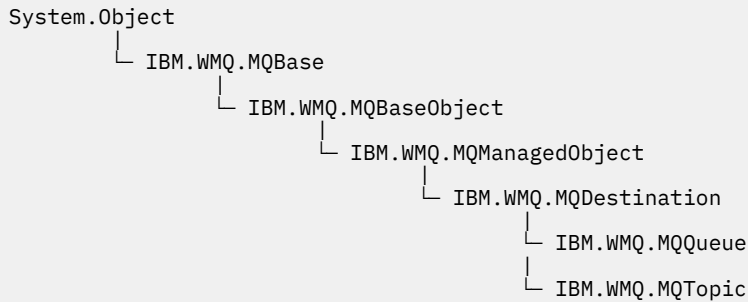 System.Object
IBM.WMQ.MQBase
IBM.WMQ.MQBaseObject
IBM.WMQ.MQManagedObject
IBM.WMQ.MQDestination
IBM.WMQ.MQQueue
IBM.WMQ.MQTopic